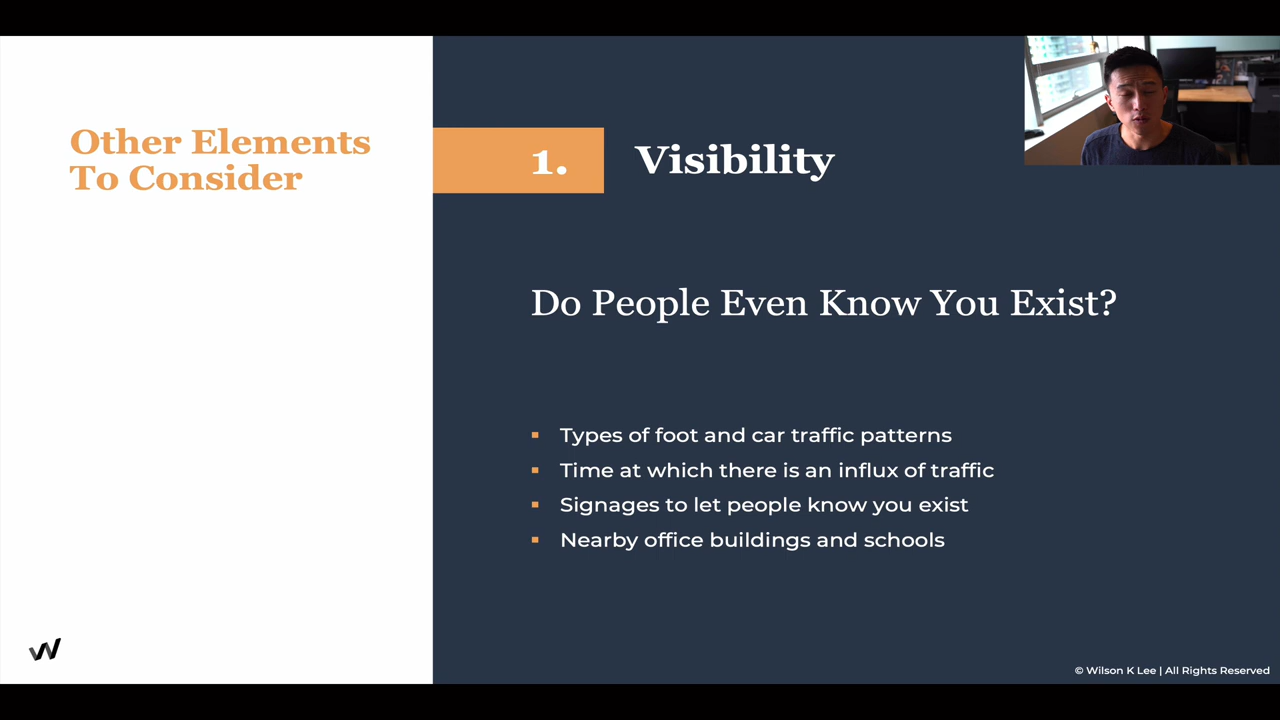 Other Elements
To Consider
1.
Visibility
Do People Even Know You Exist?
▪ Types of foot and car traffic patterns
▪ Time at which there is an influx of traffic
▪ Signages to let people know you exist
▪ Nearby office buildings and schools
W
© Wilson K Lee | All Rights Reserved